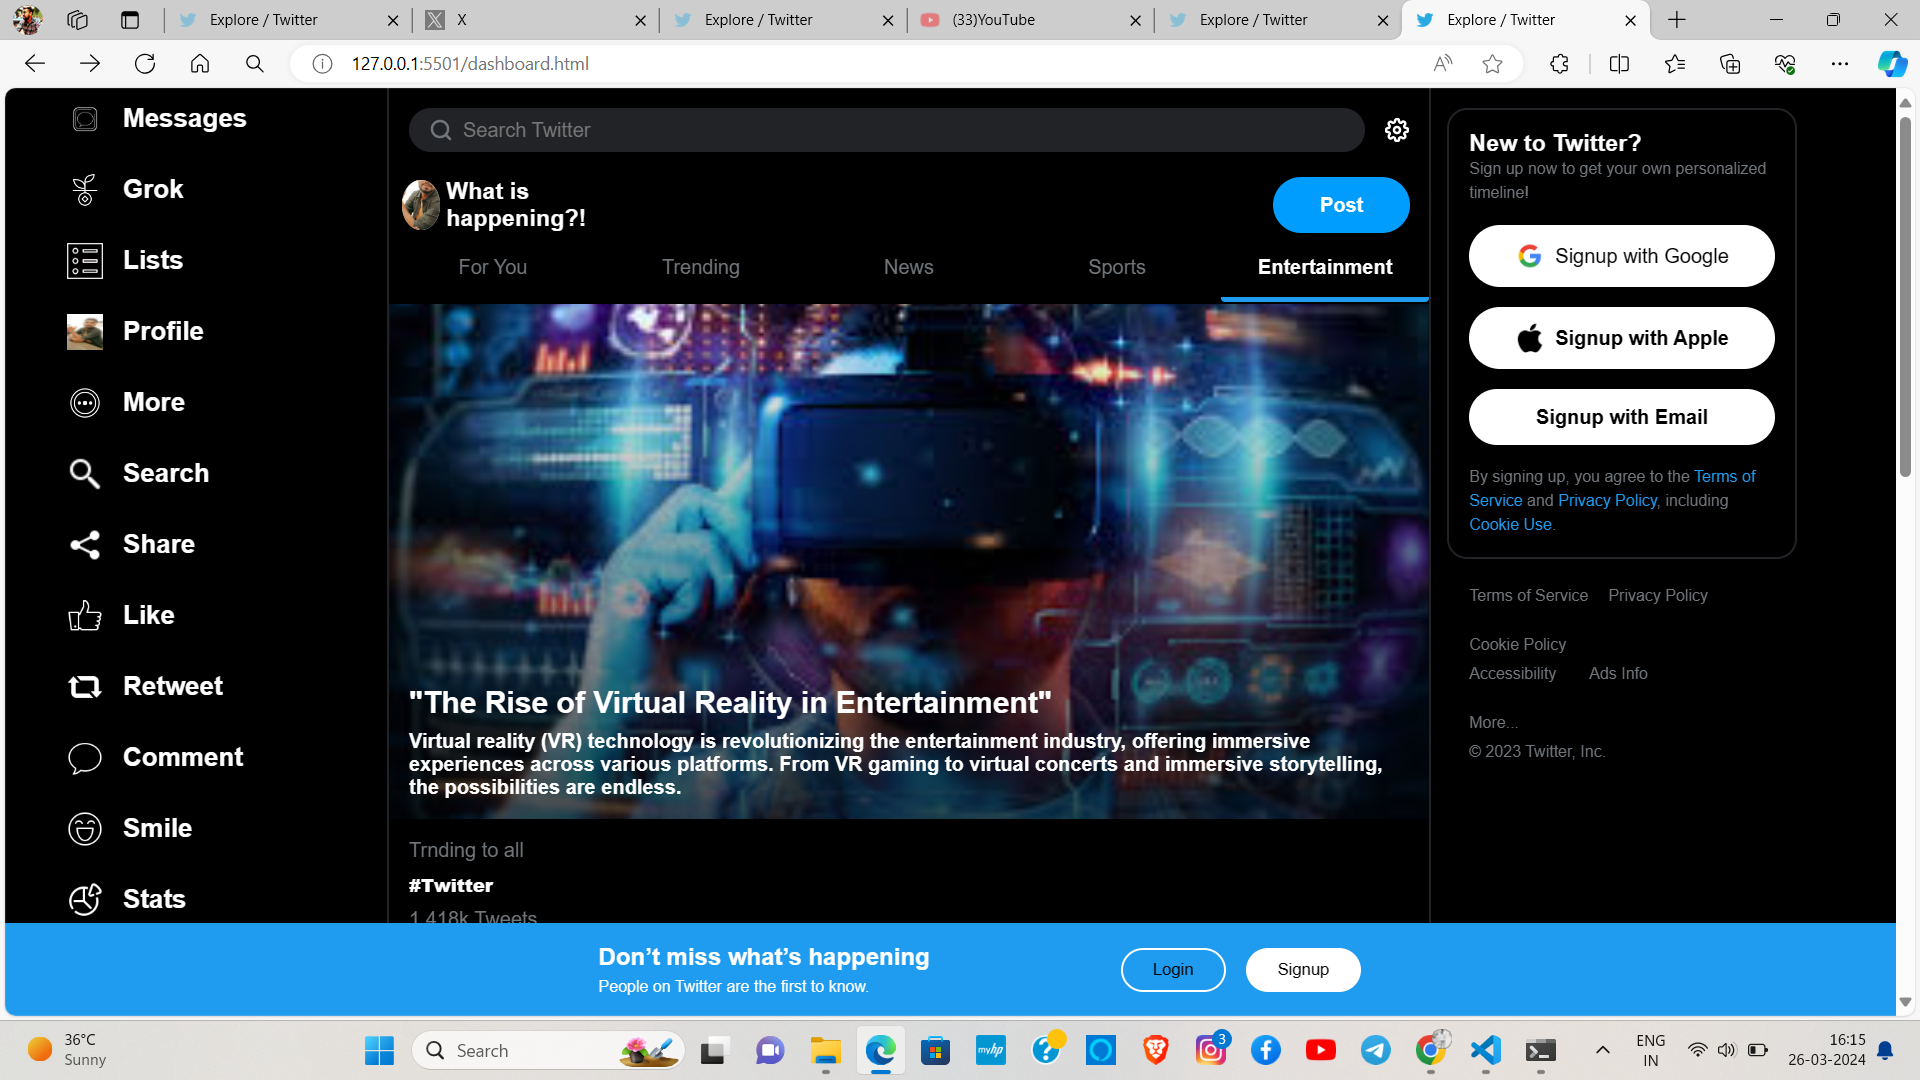 Explore / Twitter
X
Explore / Twitter
(33)YouTube
Explore / Twitter
Explore / Twitter
127.0.0.1:5501/dashboard.html
Messages
Grok
Lists
Profile
More
Search
Share
Like
Retweet
Comment
Smile
Stats
Search Twitter
What is
happening?!
Post
For You
Trending
News
Sports
Entertainment
"The Rise of Virtual Reality in Entertainment"
Virtual reality (VR) technology is revolutionizing the entertainment industry, offering immersive
experiences across various platforms. From VR gaming to virtual concerts and immersive storytelling,
the possibilities are endless.
Trnding to all
#Twitter
1,418k Tweets
New to Twitter?
Sign up now to get your own personalized
timeline!
Signup with Google
Signup with Apple
Signup with Email
By signing up, you agree to the Terms of
Service and Privacy Policy, including
Cookie Use.
Terms of Service Privacy Policy
Cookie Policy
Accessibility Ads Info
More...
© 2023 Twitter, Inc.
Don’t miss what’s happening
People on Twitter are the first to know.
Login
Signup
36°C
Sunny
Search
myhp
3
ENG
IN
16:15
26-03-2024